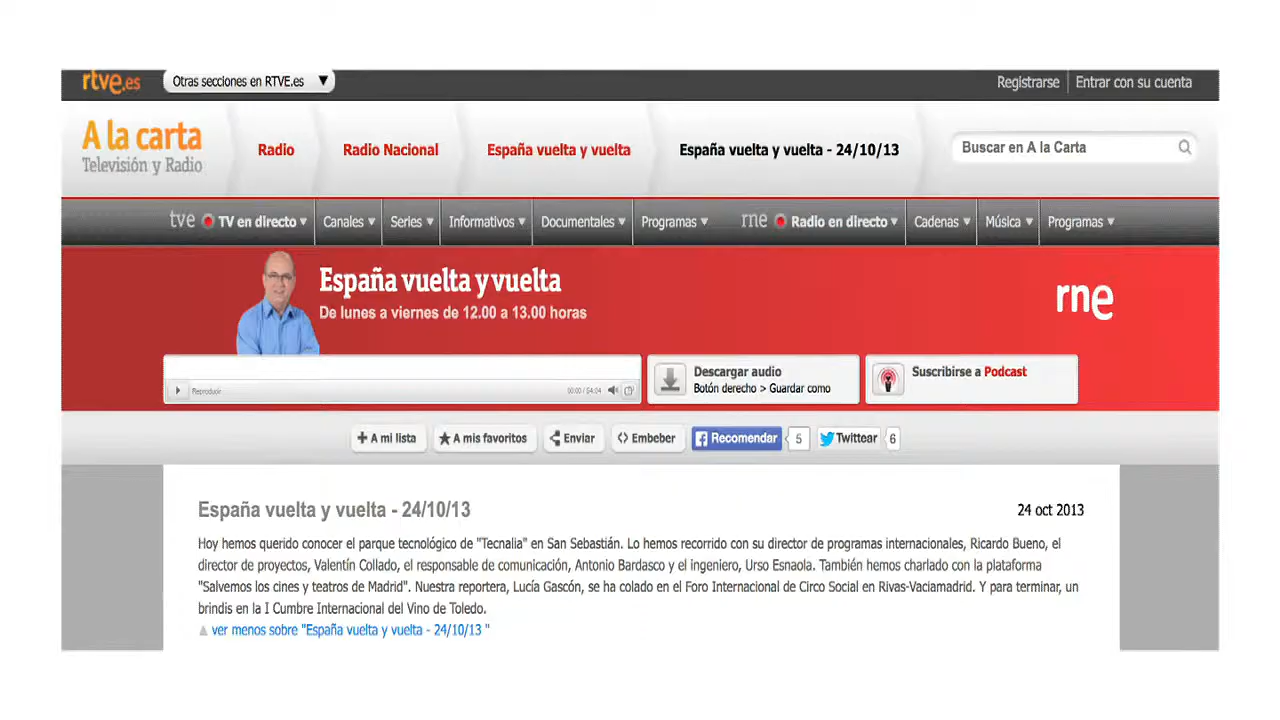 rtve.es Otras secciones en RTVE.es ▼ Registrarse Entrar con su cuenta
A la carta
Televisión y Radio
Radio Radio Nacional España vuelta y vuelta España vuelta y vuelta - 24/10/13 Buscar en A la Carta
tve TV en directo ▾ Canales ▾ Series ▾ Informativos ▾ Documentales ▾ Programas ▾ rne Radio en directo ▾ Cadenas ▾ Música ▾ Programas ▾
España vuelta y vuelta
De lunes a viernes de 12.00 a 13.00 horas
rne
Reproducir 00:00 / 54:04
Descargar audio
Botón derecho > Guardar como
Suscribirse a Podcast
A mi lista A mis favoritos Enviar Embeber Recomendar 5 Twittear 6
España vuelta y vuelta - 24/10/13 24 oct 2013
Hoy hemos querido conocer el parque tecnológico de "Tecnalia" en San Sebastián. Lo hemos recorrido con su director de programas internacionales, Ricardo Bueno, el
director de proyectos, Valentín Collado, el responsable de comunicación, Antonio Bardasco y el ingeniero, Urso Esnaola. También hemos charlado con la plataforma
"Salvemos los cines y teatros de Madrid". Nuestra reportera, Lucía Gascón, se ha colado en el Foro Internacional de Circo Social en Rivas-Vaciamadrid. Y para terminar, un
brindis en la I Cumbre Internacional del Vino de Toledo.
ver menos sobre "España vuelta y vuelta - 24/10/13 "